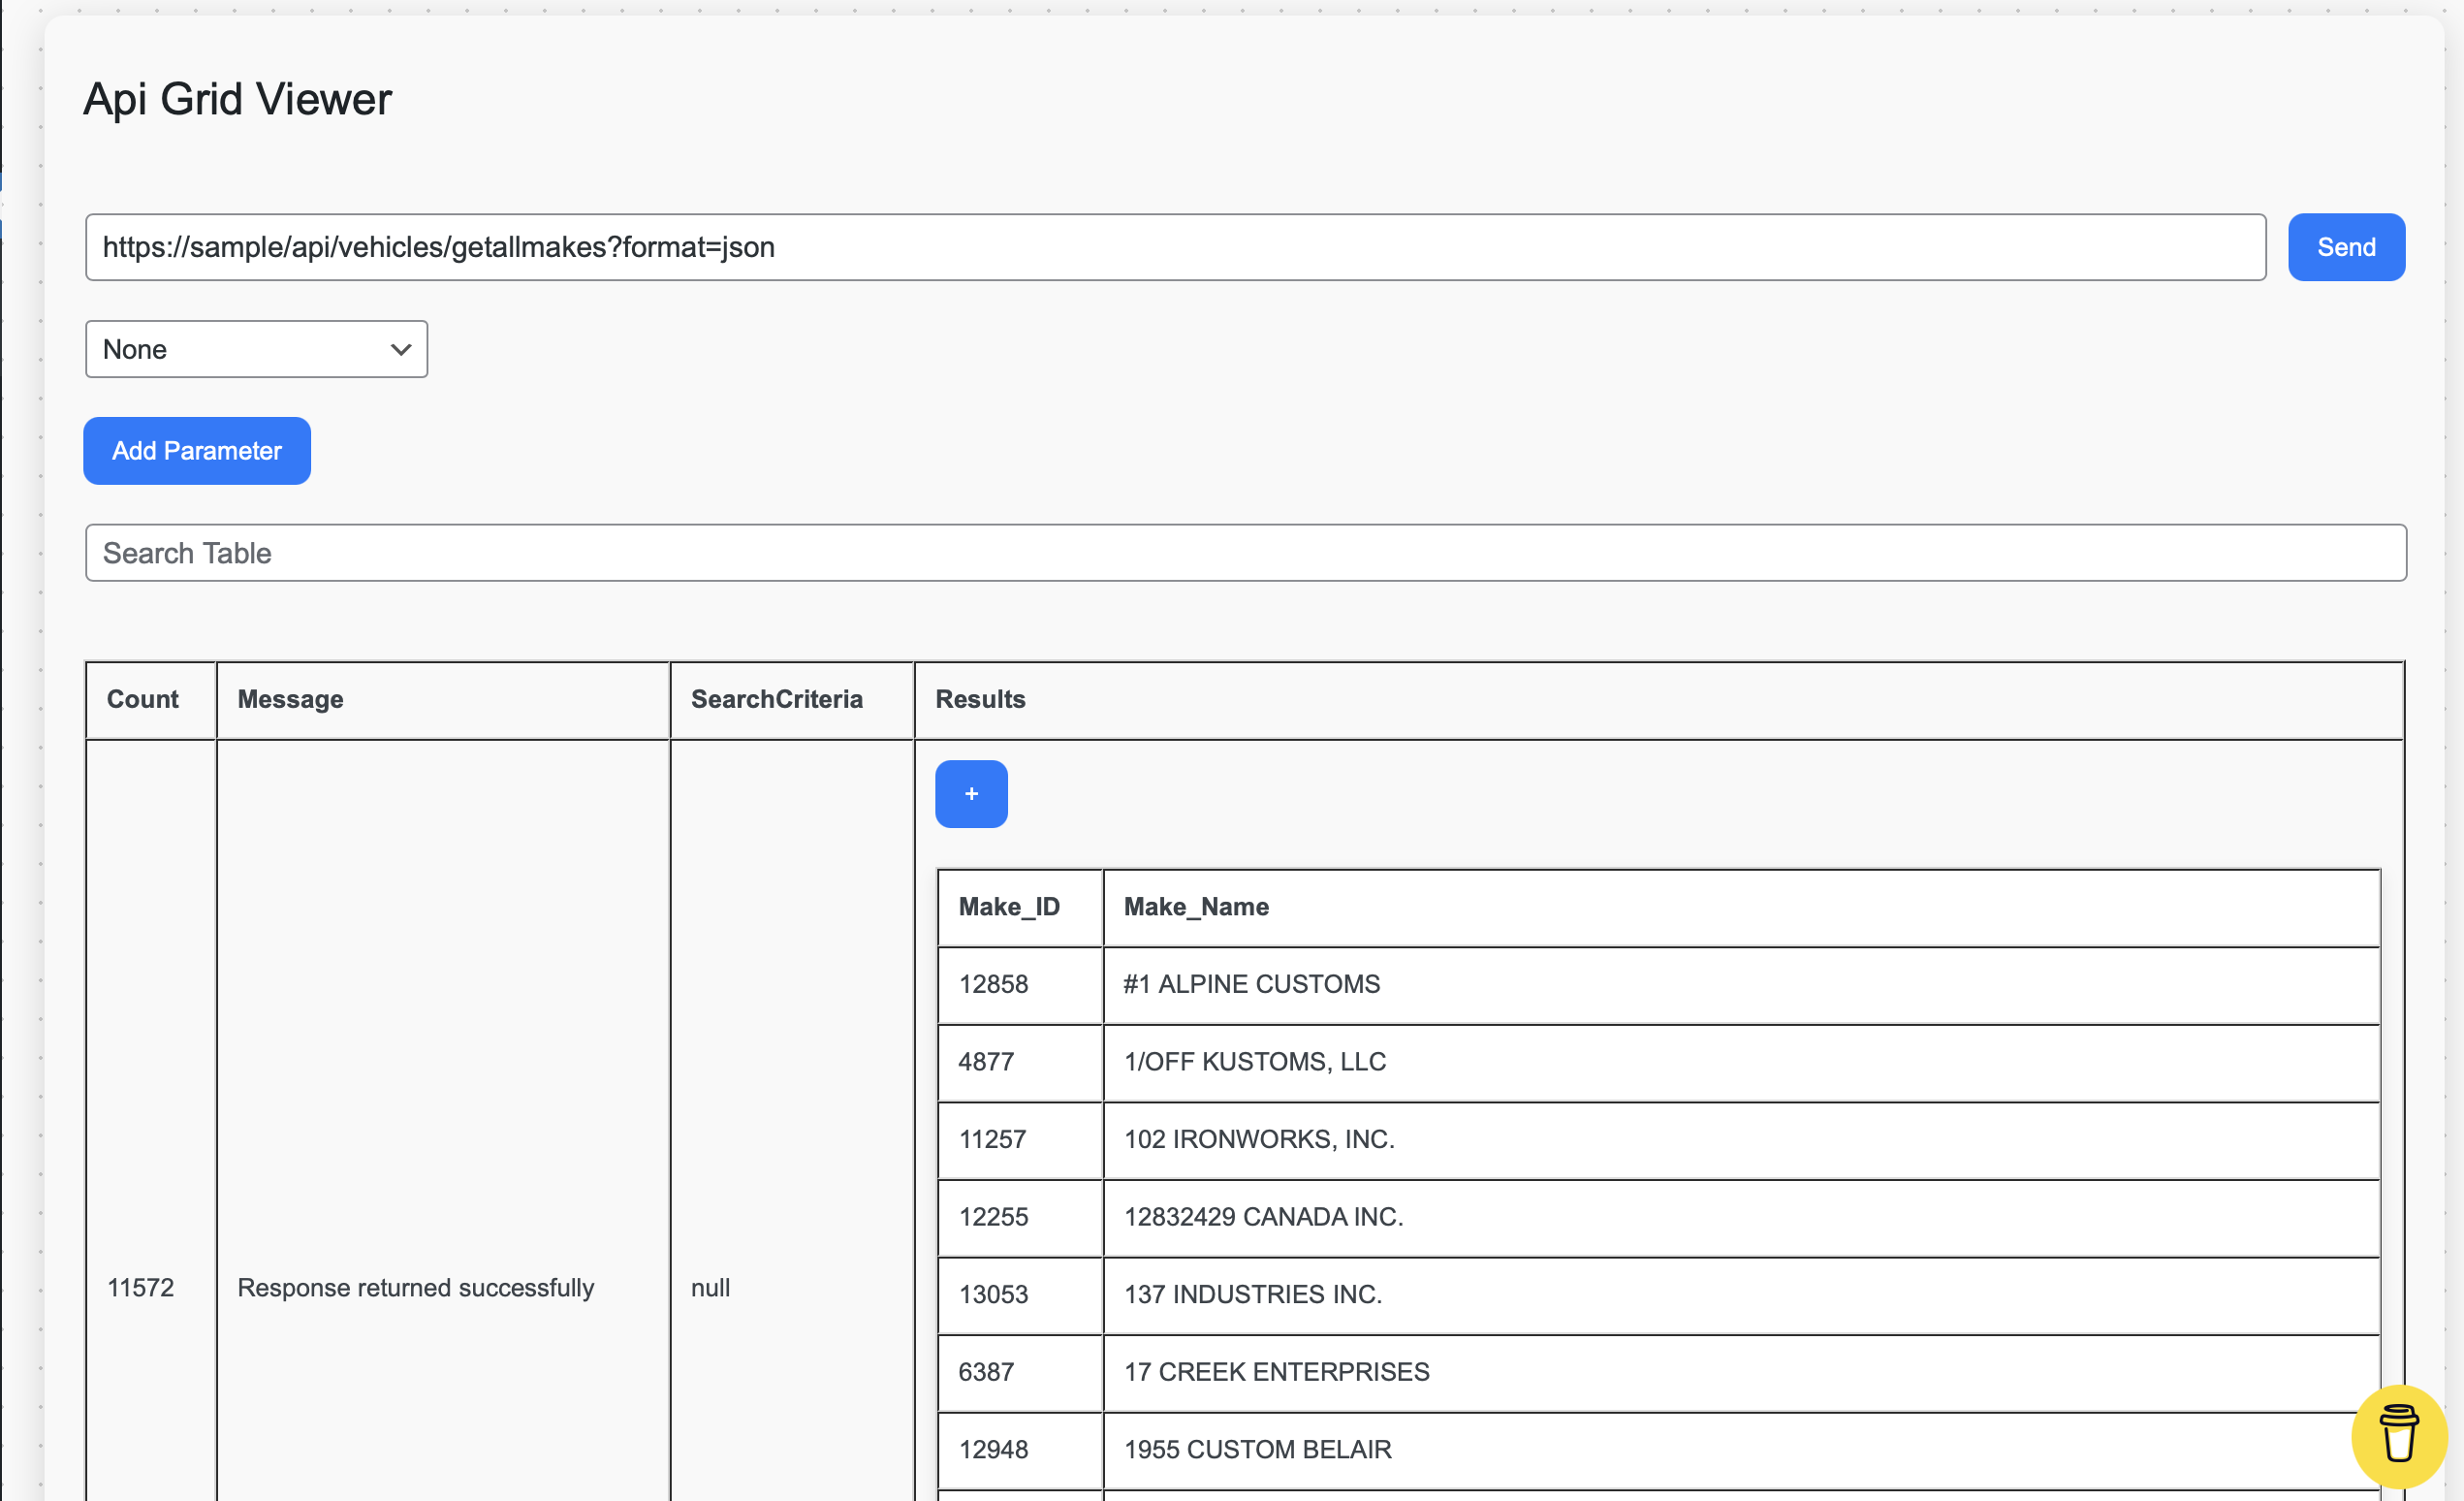 Api Grid Viewer
https://sample/api/vehicles/getallmakes?format=json
Send
None
Add Parameter
Search Table
Count Message SearchCriteria Results
+
Make_ID Make_Name
12858 #1 ALPINE CUSTOMS
4877 1/OFF KUSTOMS, LLC
11257 102 IRONWORKS, INC.
12255 12832429 CANADA INC.
11572 Response returned successfully null
13053 137 INDUSTRIES INC.
6387 17 CREEK ENTERPRISES
12948 1955 CUSTOM BELAIR